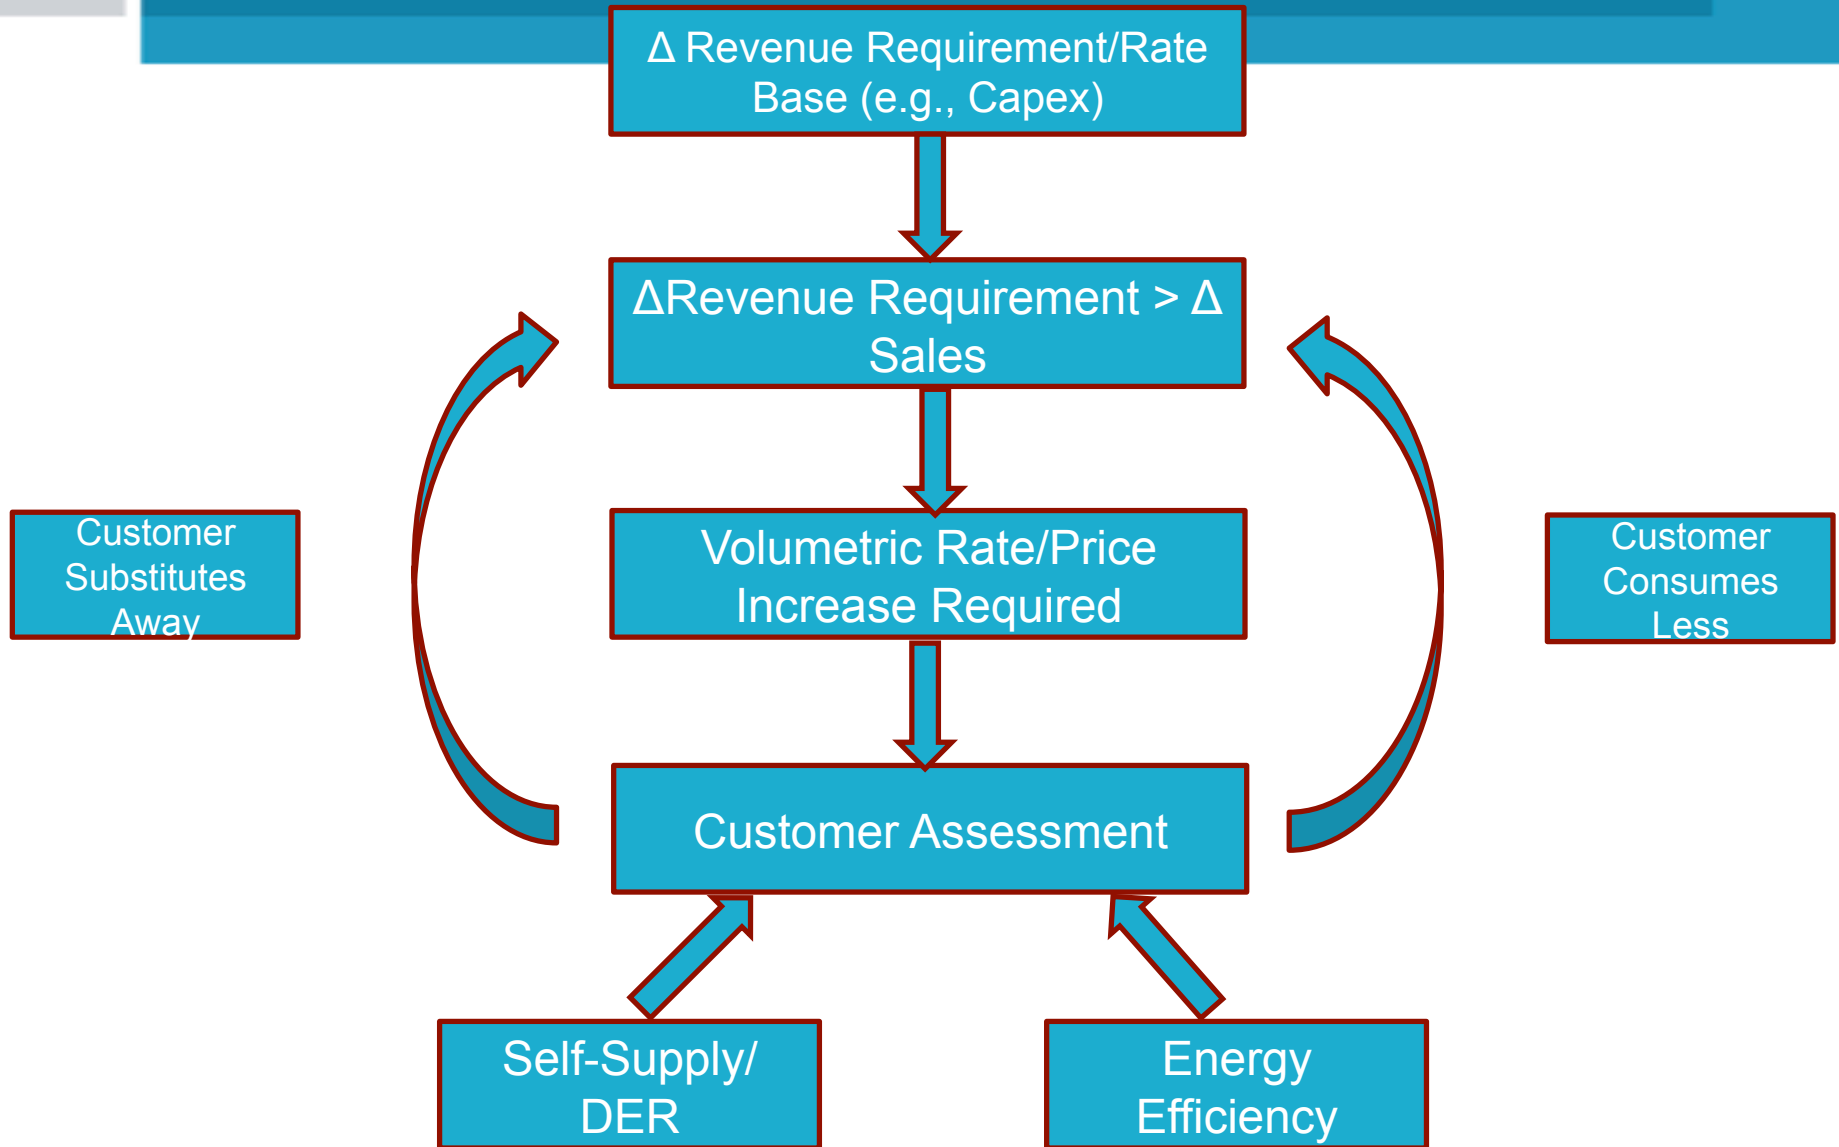 Δ Revenue Requirement/Rate
Base (e.g., Capex)
ΔRevenue Requirement > Δ
Sales
Customer
Substitutes
Away
Volumetric Rate/Price
Increase Required
Customer
Consumes
Less
Customer Assessment
Self-Supply/
DER
Energy
Efficiency